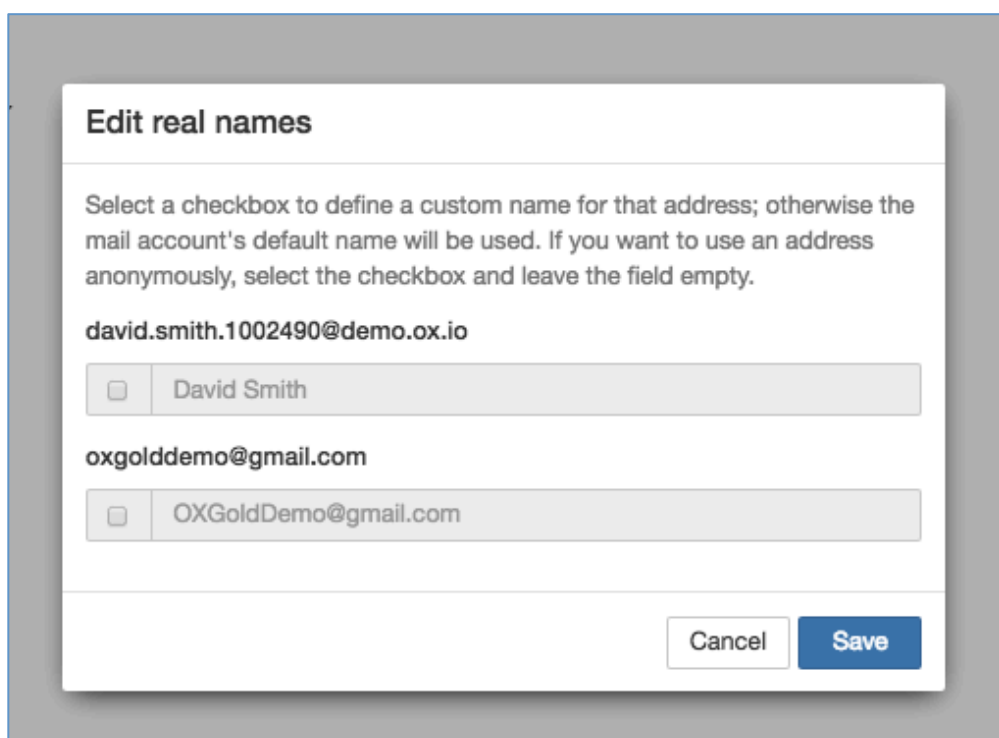 Edit real names
Select a checkbox to define a custom name for that address; otherwise the
mail account's default name will be used. If you want to use an address
anonymously, select the checkbox and leave the field empty.
david.smith.1002490@demo.ox.io
David Smith
oxgolddemo@gmail.com
OXGoldDemo@gmail.com
Cancel Save